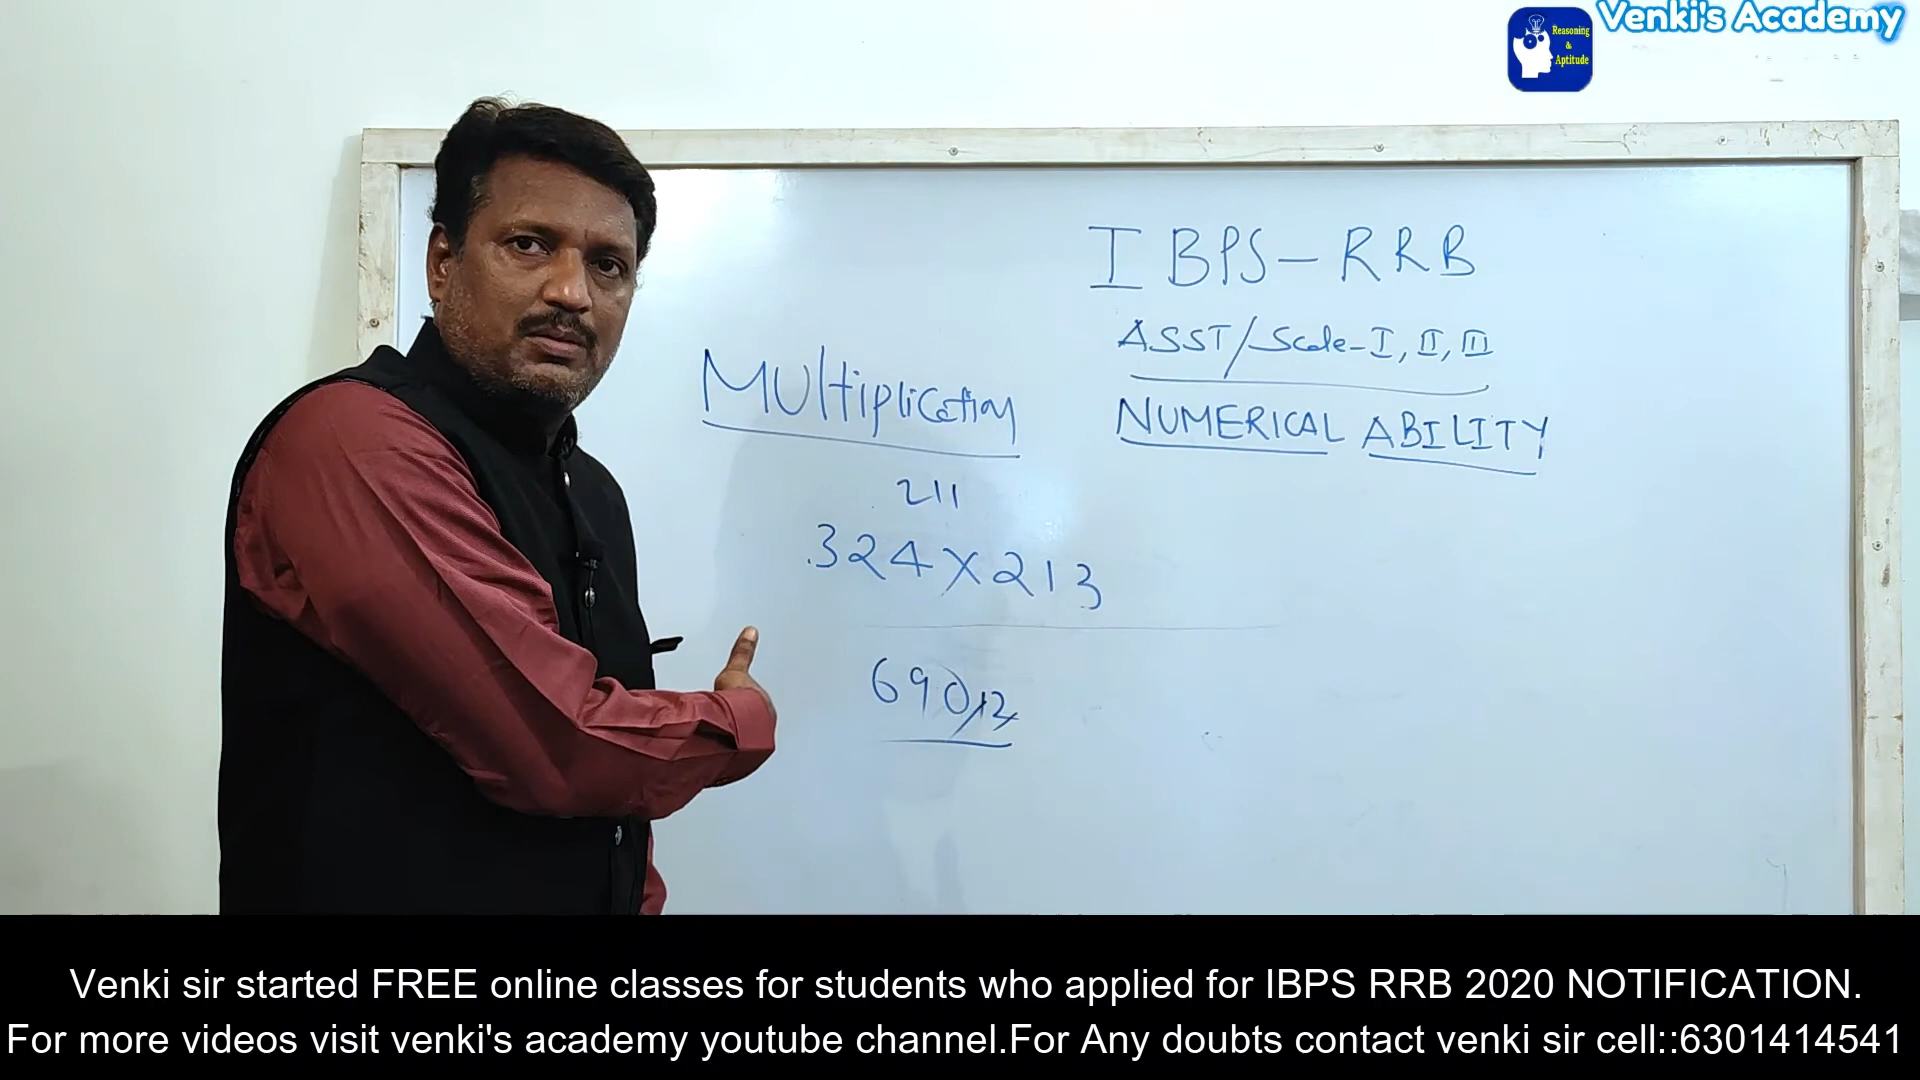 Venki's Academy
Reasoning
&
Aptitude
IBPS-RRB
ASST/Scale-I, II, III
NUMERICAL ABILITY
Multiplication
211
324X213
69012
Venki sir started FREE online classes for students who applied for IBPS RRB 2020 NOTIFICATION.
For more videos visit venki's academy youtube channel.For Any doubts contact venki sir cell::6301414541